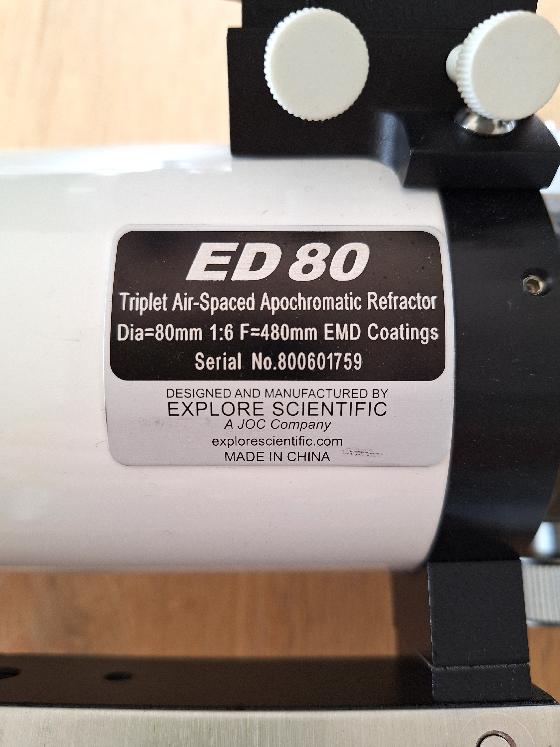 ED 80
Triplet Air-Spaced Apochromatic Refractor
Dia=80mm 1:6 F=480mm EMD Coatings
Serial No.800601759
DESIGNED AND MANUFACTURED BY
EXPLORE SCIENTIFIC
A JOC Company
explorescientific.com
MADE IN CHINA